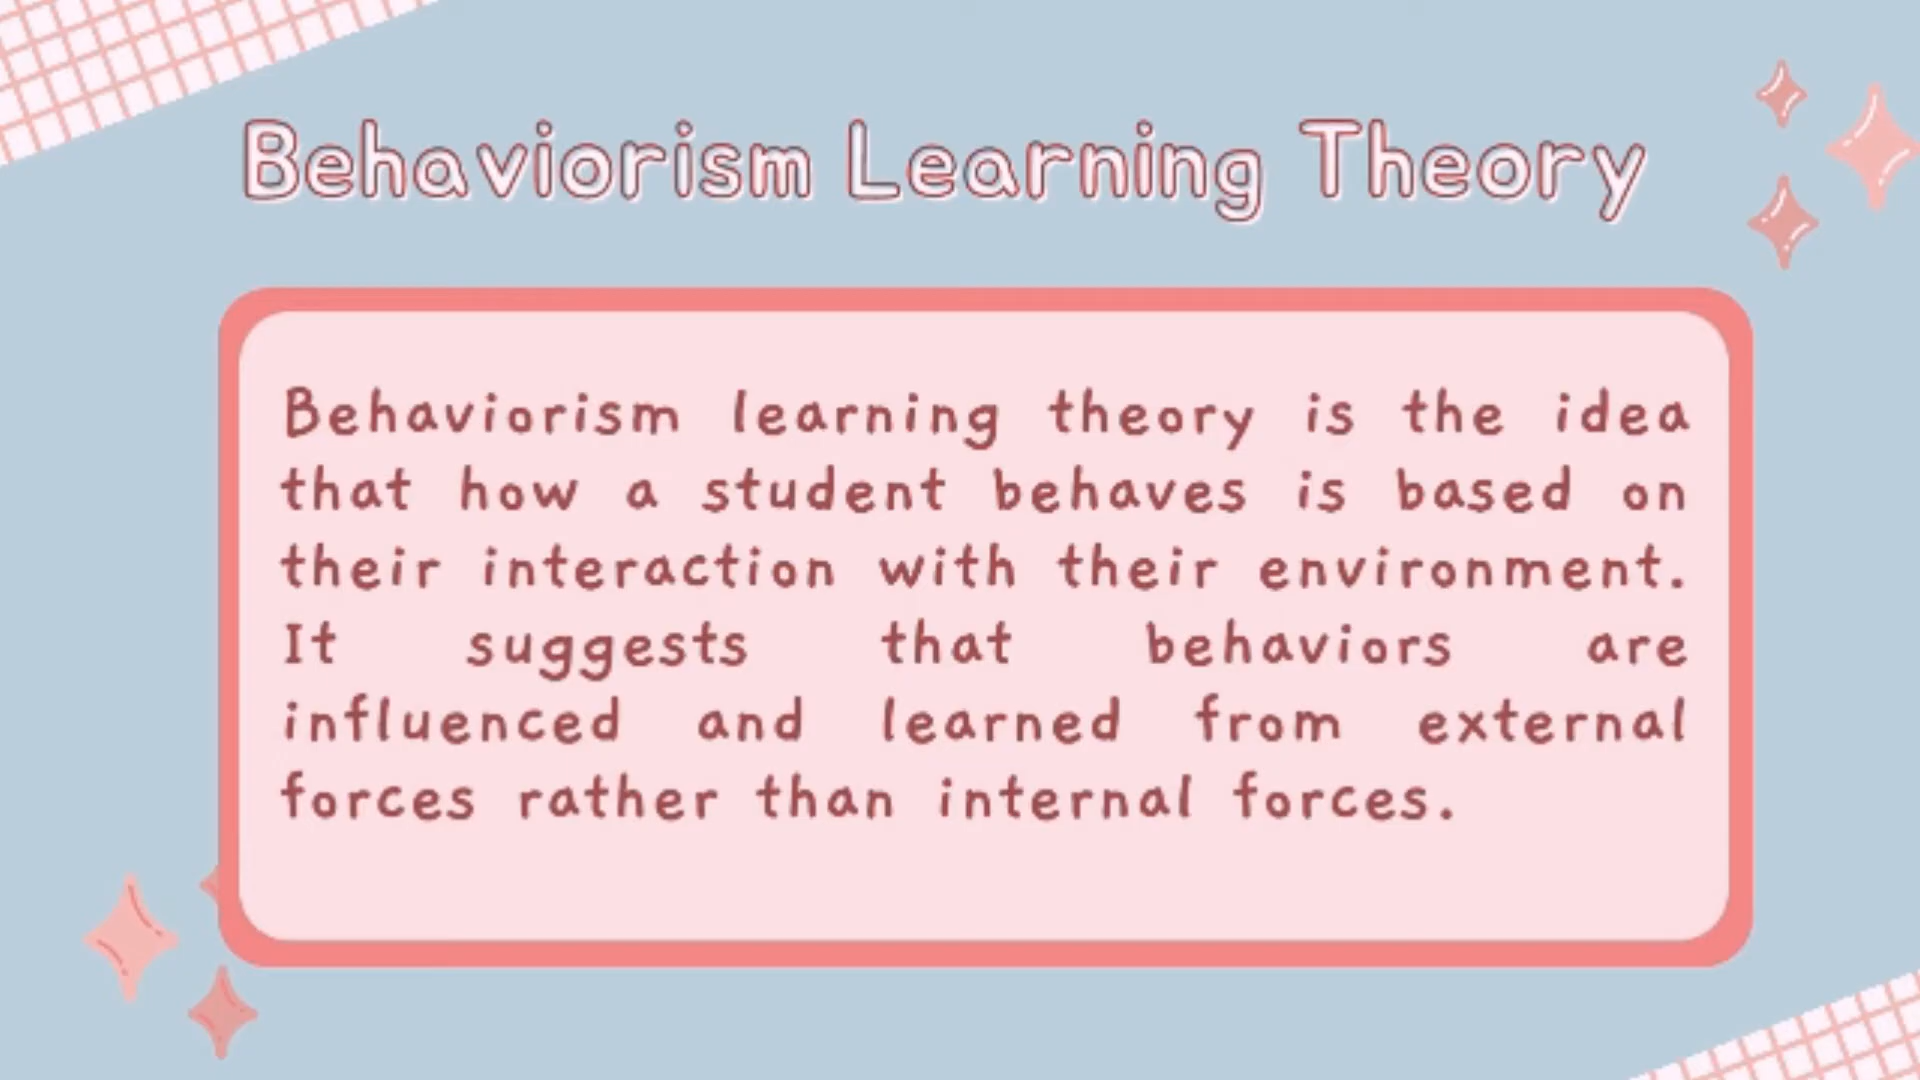 Behaviorism Learning Theory
Behaviorism learning theory is the idea
that how a student behaves is based on
their interaction with their environment.
It suggests that behaviors are
influenced and learned from external
forces rather than internal forces.